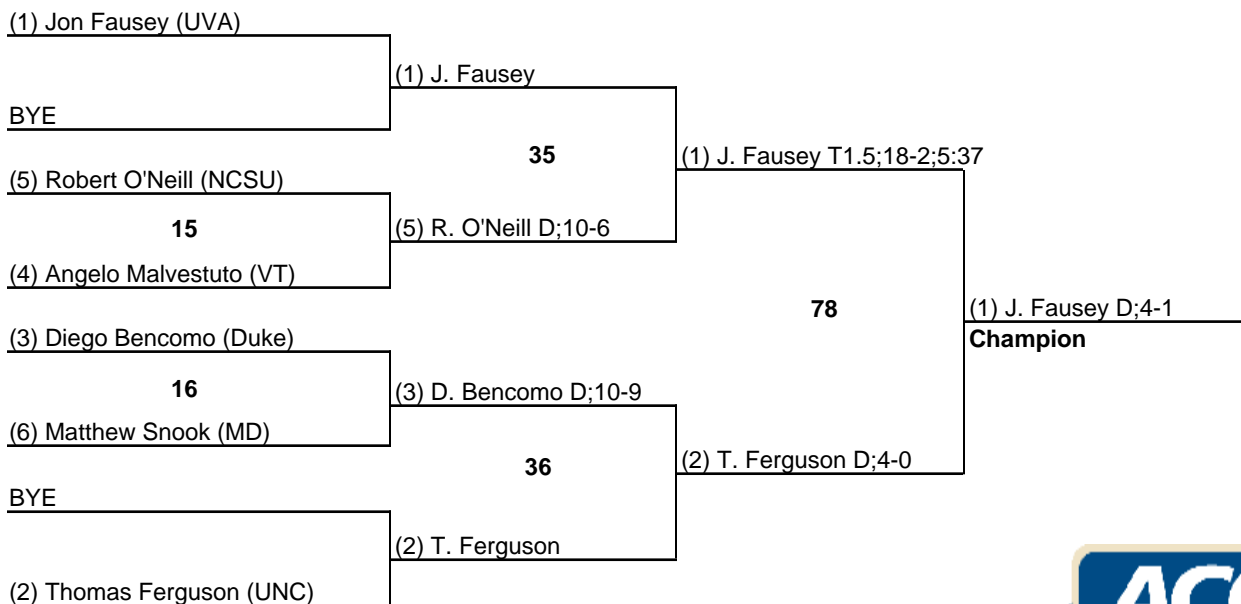 (1) Jon Fausey (UVA)
(1) J. Fausey
BYE
35
(1) J. Fausey T1.5;18-2;5:37
(5) Robert O'Neill (NCSU)
15
(5) R. O'Neill D;10-6
(4) Angelo Malvestuto (VT)
78
(1) J. Fausey D;4-1
Champion
(3) Diego Bencomo (Duke)
16
(3) D. Bencomo D;10-9
(6) Matthew Snook (MD)
36
(2) T. Ferguson D;4-0
BYE
(2) T. Ferguson
(2) Thomas Ferguson (UNC)
ACC